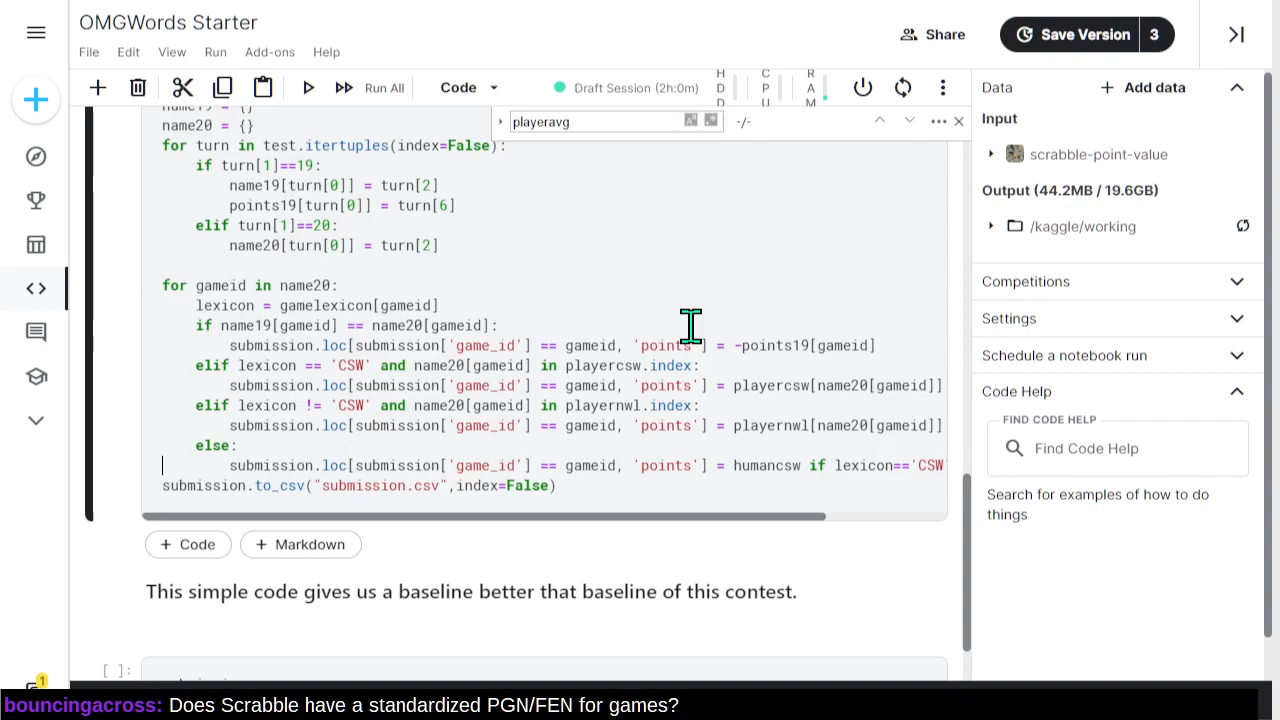 OMGWords Starter
File Edit View Run Add-ons Help
Share
Save Version 3
Run All Code Draft Session (2h:0m) HDD CPU RAM
playeravg -/-
name19 = {}
name20 = {}
for turn in test.itertuples(index=False):
if turn[1]==19:
name19[turn[0]] = turn[2]
points19[turn[0]] = turn[6]
elif turn[1]==20:
name20[turn[0]] = turn[2]
for gameid in name20:
lexicon = gamelexicon[gameid]
if name19[gameid] == name20[gameid]:
submission.loc[submission['game_id'] == gameid, 'points'] = -points19[gameid]
elif lexicon == 'CSW' and name20[gameid] in playercsw.index:
submission.loc[submission['game_id'] == gameid, 'points'] = playercsw[name20[gameid]]
elif lexicon != 'CSW' and name20[gameid] in playernwl.index:
submission.loc[submission['game_id'] == gameid, 'points'] = playernwl[name20[gameid]]
else:
submission.loc[submission['game_id'] == gameid, 'points'] = humancsw if lexicon=='CSW'
submission.to_csv("submission.csv",index=False)
+ Code + Markdown
This simple code gives us a baseline better that baseline of this contest.
[ ]:
Data + Add data
Input
scrabble-point-value
Output (44.2MB / 19.6GB)
/kaggle/working
Competitions
Settings
Schedule a notebook run
Code Help
FIND CODE HELP
Find Code Help
Search for examples of how to do
things
1
bouncingacross: Does Scrabble have a standardized PGN/FEN for games?